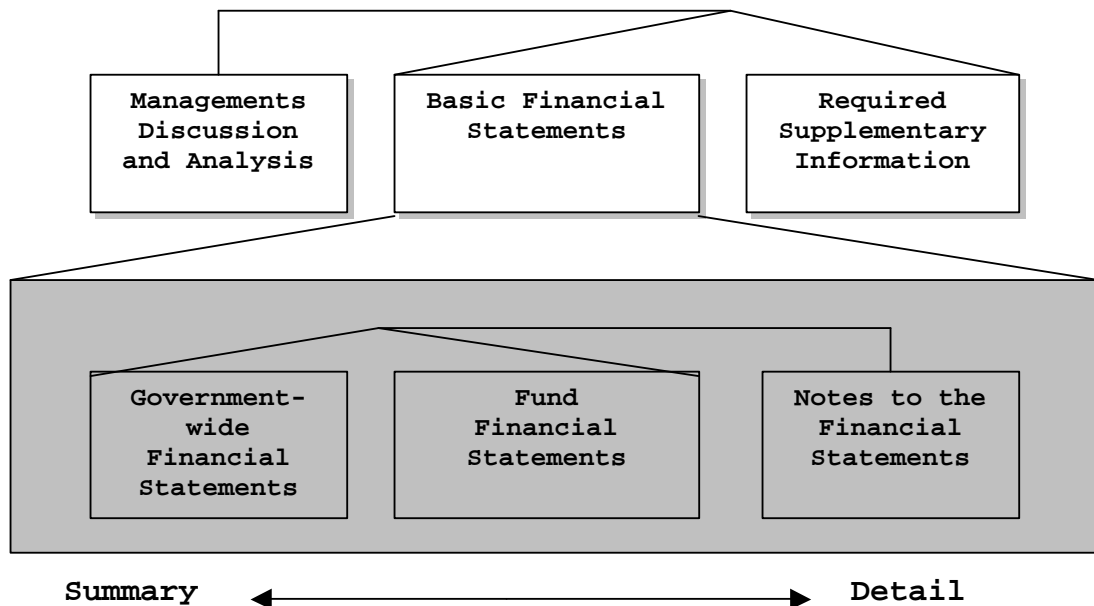 Managements
Discussion
and Analysis
Basic Financial
Statements
Required
Supplementary
Information
Government-
wide
Financial
Statements
Fund
Financial
Statements
Notes to the
Financial
Statements
Summary
Detail